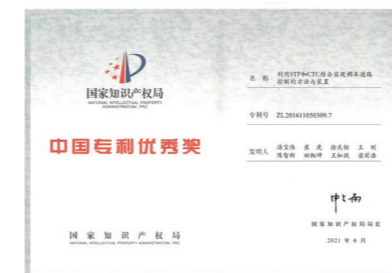 国家知识产权局
NATIONAL INTELLECTUAL PROPERTY
ADMINISTRATION, PRC
中国专利优秀奖
国家知识产权局
NATIONAL INTELLECTUAL PROPERTY ADMINISTRATION, PRC
名称 利用STP和CTC结合实现调车进路
控制的方法与装置
专利号 ZL201611050309.7
发明人
国家知识产权局局长
2021 年 6 月